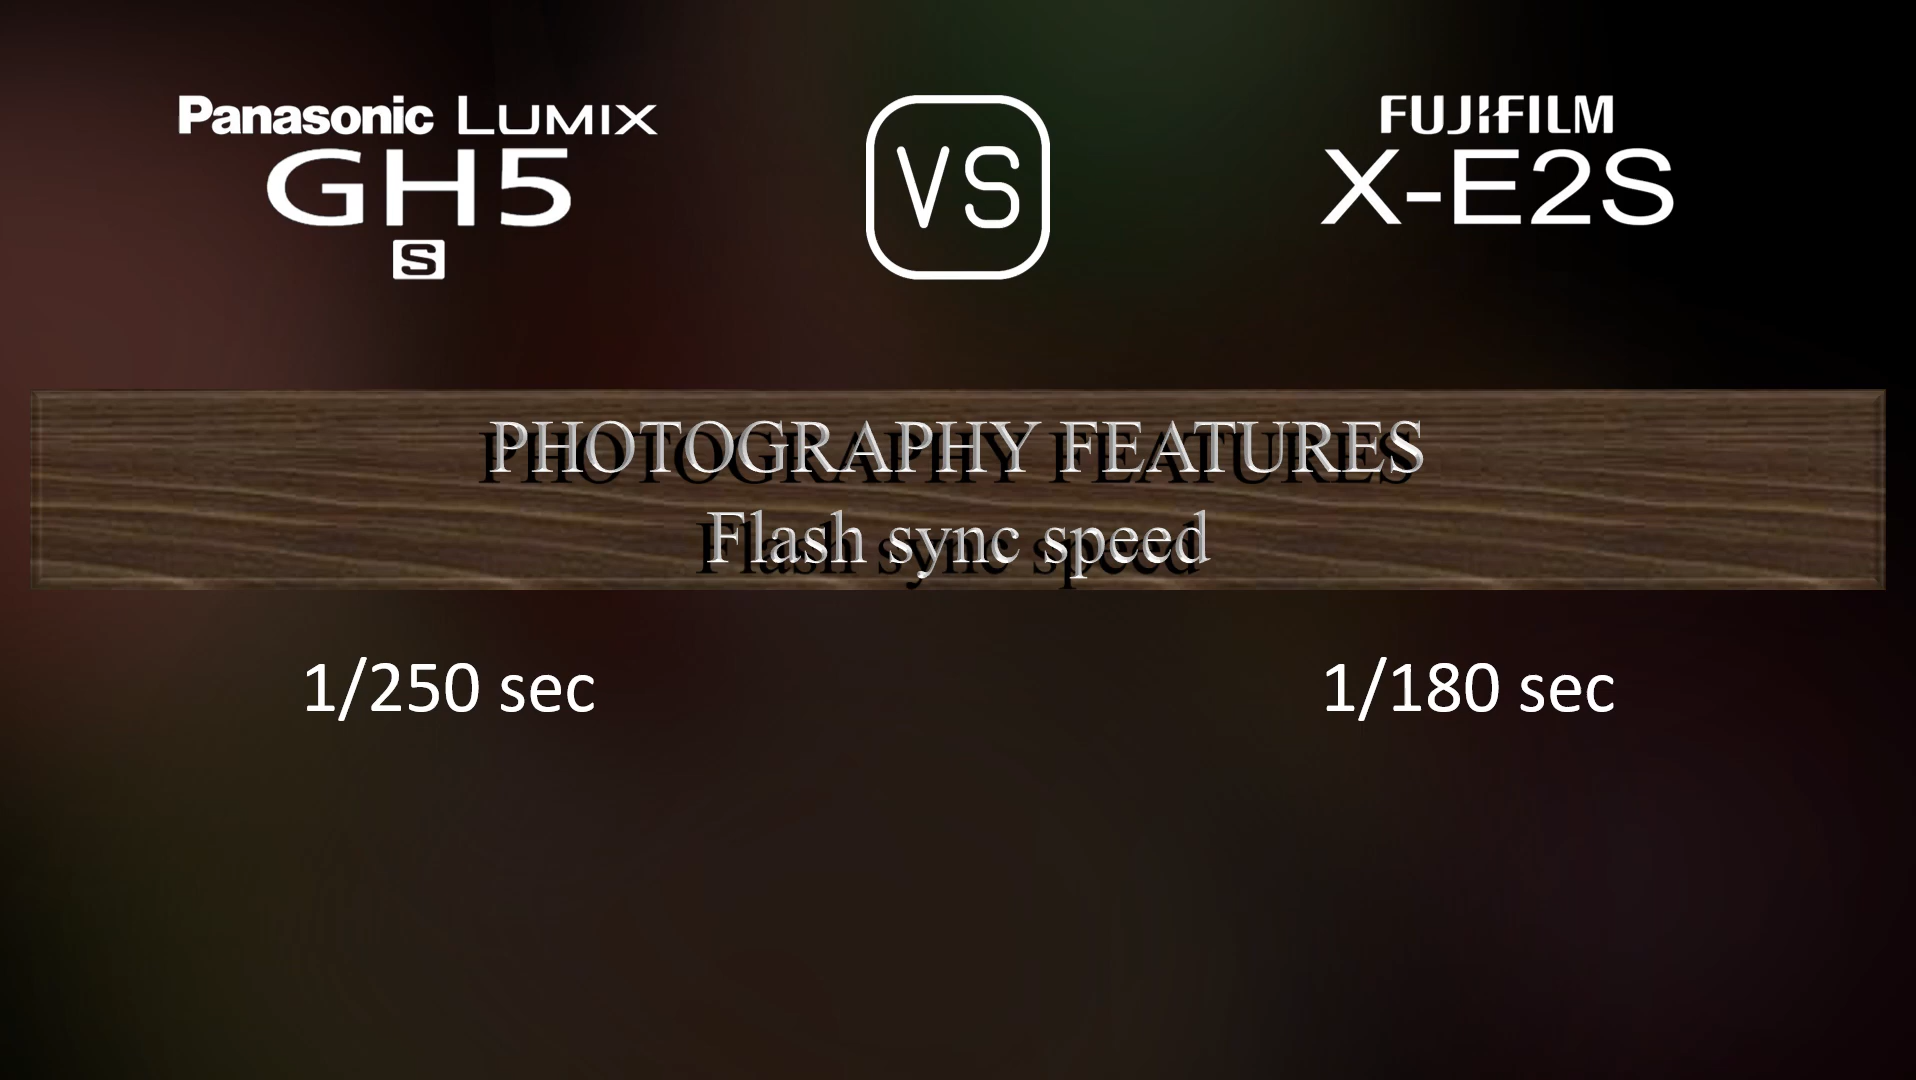 Panasonic LUMIX
GH5
S
VS
FUJIFILM
X-E2S
PHOTOGRAPHY FEATURES
Flash sync speed
1/250 sec
1/180 sec